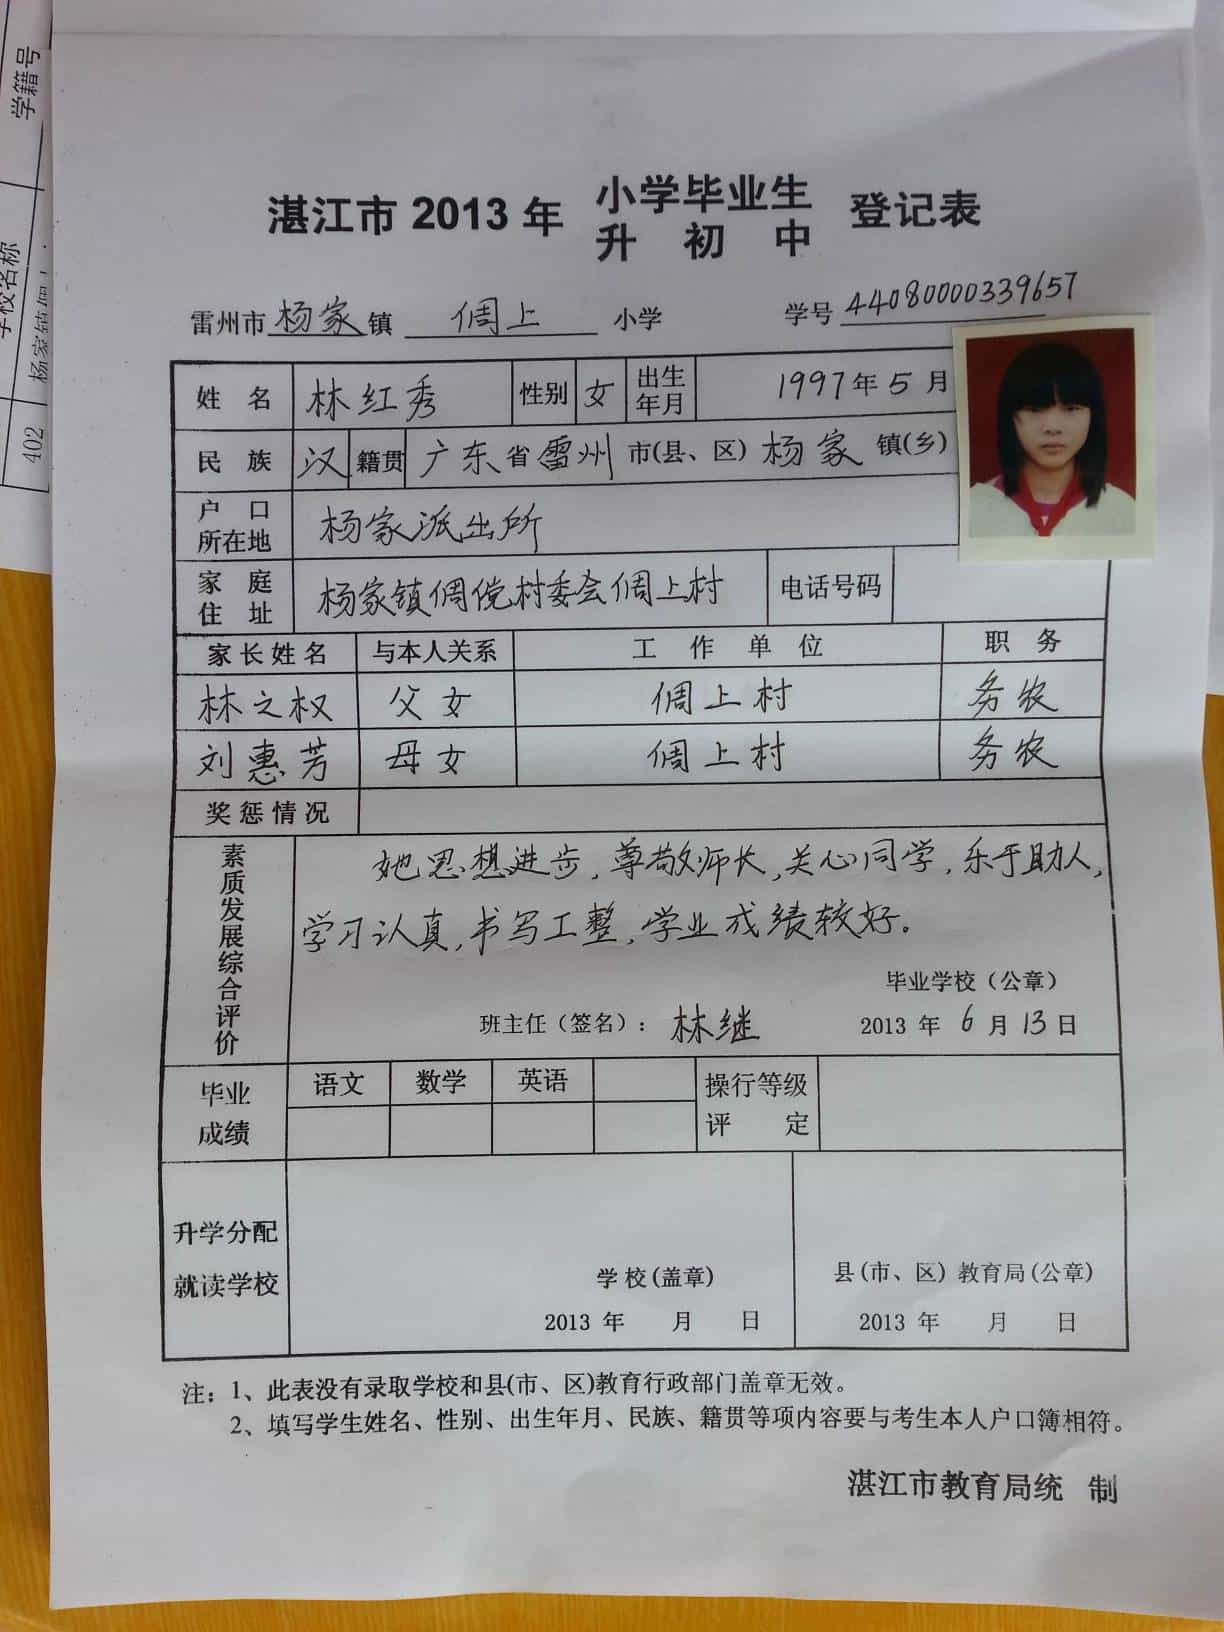 学籍号
学校名称
402
湛江市 2013 年 小学毕业生 登记表
升 初 中
雷州市杨家镇 倜上 小学 学号 44080000339657
姓 名 林红秀 性别 女 出生年月 1997年5月
民 族 汉 籍贯 广东省雷州市(县、区)杨家镇(乡)
户口所在地 杨家派出所
家庭住址 杨家镇倜傥村委会倜上村 电话号码
家长姓名 与本人关系 工作单位 职务
林之权 父女 倜上村 务农
刘惠芳 母女 倜上村 务农
奖惩情况
素质发展综合评价
她思想进步,尊敬师长,关心同学,乐于助人,
学习认真,书写工整,学业成绩较好。
毕业学校（公章）
班主任（签名）：林继 2013 年 6 月 13 日
毕业成绩 语文 数学 英语 操行等级评定
升学分配
就读学校
学校(盖章) 县(市、区)教育局(公章)
2013 年 月 日 2013 年 月 日
注：1、此表没有录取学校和县(市、区)教育行政部门盖章无效。
2、填写学生姓名、性别、出生年月、民族、籍贯等项内容要与考生本人户口簿相符。
湛江市教育局统 制